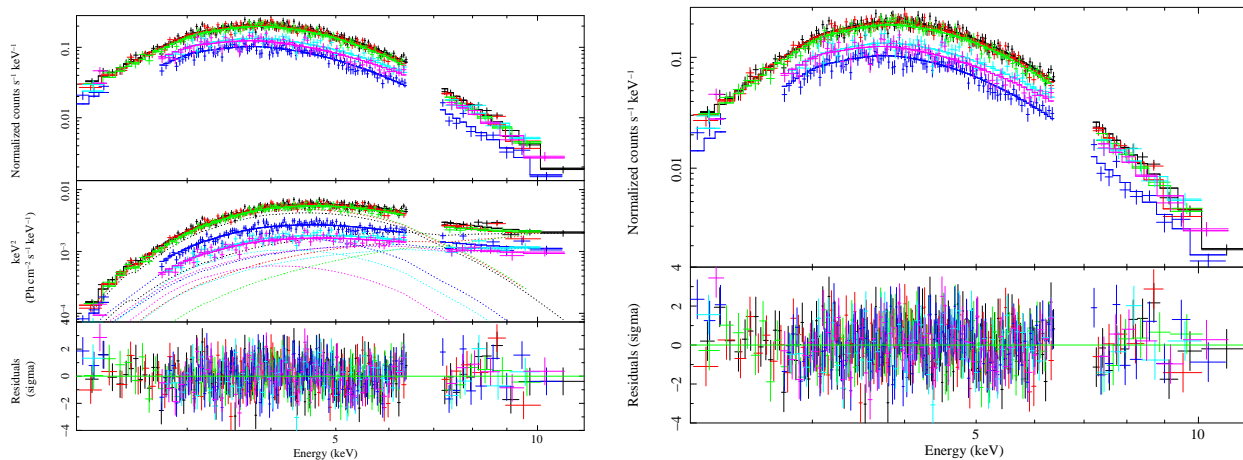 Normalized counts s⁻¹ keV⁻¹
0.1
0.01
keV²
(Ph cm⁻² s⁻¹ keV⁻¹)
0.01
10⁻³
10⁻⁴
Residuals
(sigma)
2
0
−2
−4
5
10
Energy (keV)
Normalized counts s⁻¹ keV⁻¹
0.1
0.01
Residuals (sigma)
4
2
0
−2
−4
5
10
Energy (keV)